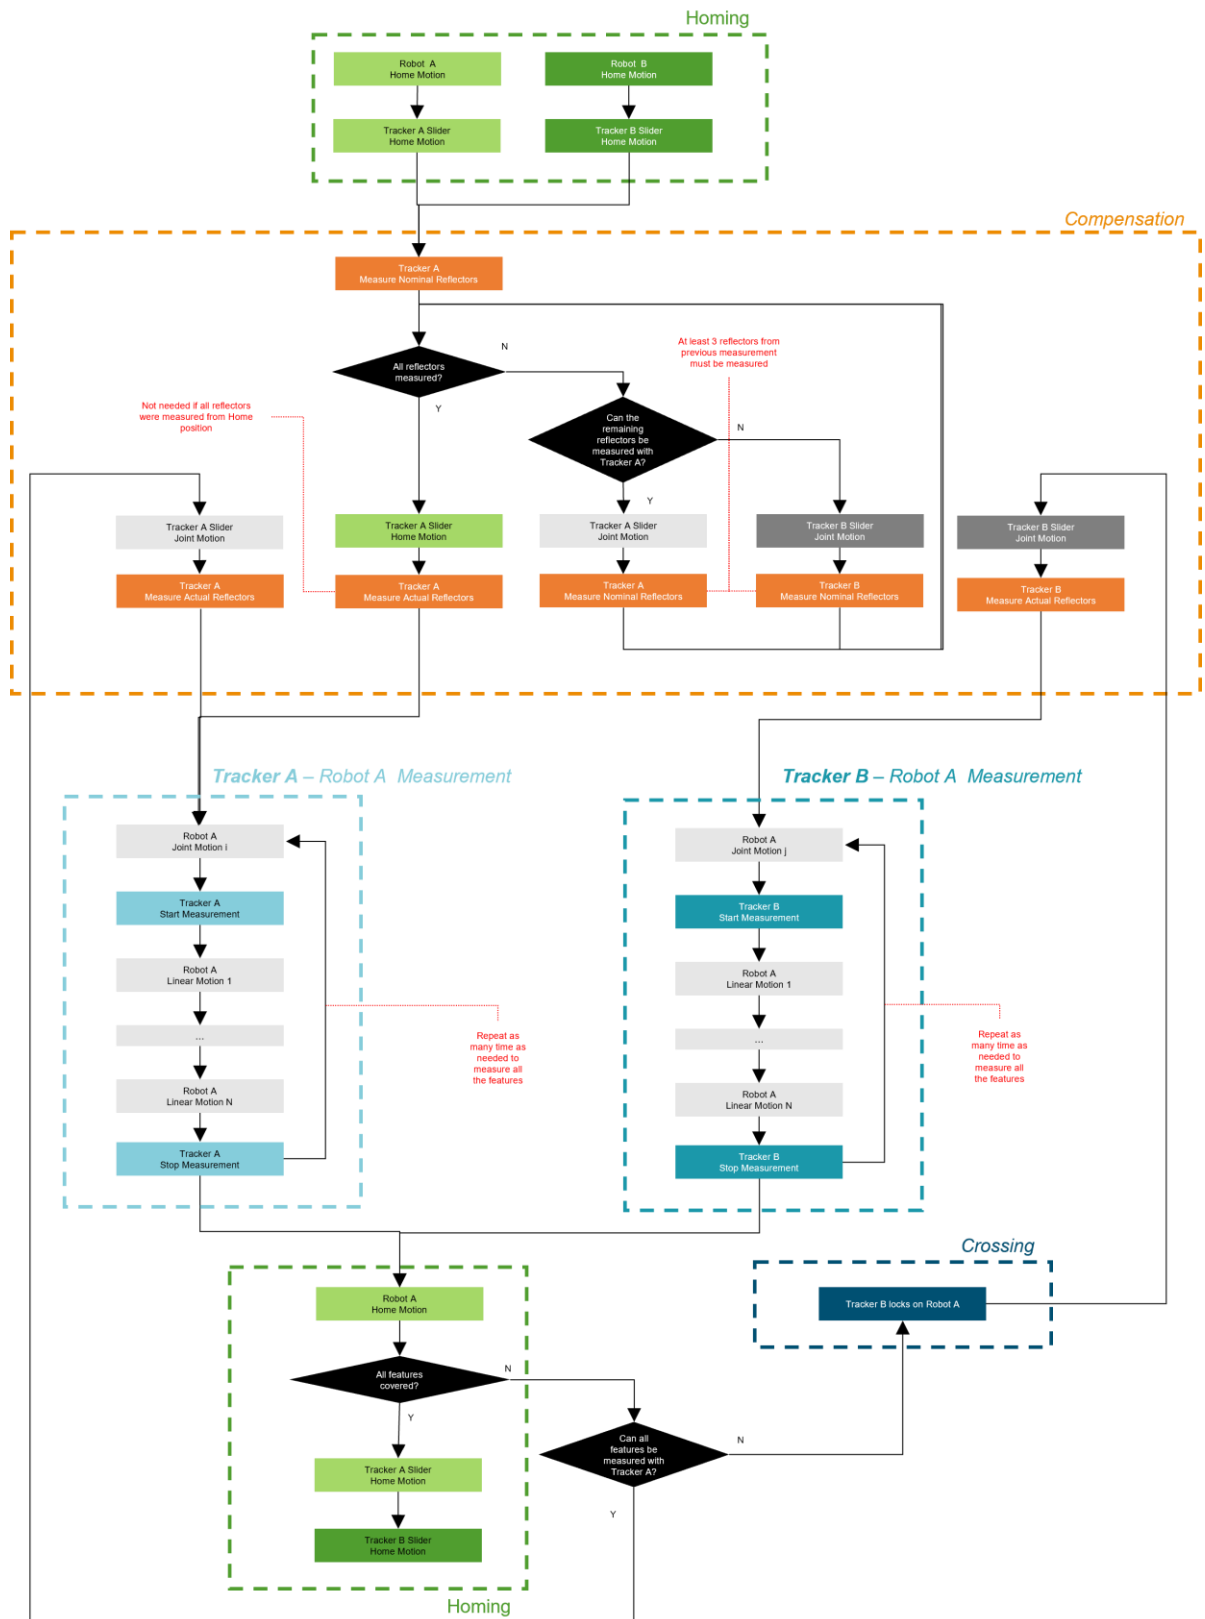 Homing
Robot A
Home Motion
Robot B
Home Motion
Tracker A Slider
Home Motion
Tracker B Slider
Home Motion
Compensation
Tracker A
Measure Nominal Reflectors
All reflectors
measured?
N
Y
At least 3 reflectors from
previous measurement
must be measured
Not needed if all reflectors
were measured from Home
position
Can the
remaining
reflectors be
measured with
Tracker A?
N
Y
Tracker A Slider
Joint Motion
Tracker A Slider
Home Motion
Tracker A Slider
Joint Motion
Tracker B Slider
Joint Motion
Tracker B Slider
Joint Motion
Tracker A
Measure Actual Reflectors
Tracker A
Measure Actual Reflectors
Tracker A
Measure Nominal Reflectors
Tracker B
Measure Nominal Reflectors
Tracker B
Measure Actual Reflectors
Tracker A – Robot A Measurement
Robot A
Joint Motion i
Tracker A
Start Measurement
Robot A
Linear Motion 1
...
Robot A
Linear Motion N
Tracker A
Stop Measurement
Repeat as
many time as
needed to
measure all
the features
Tracker B – Robot A Measurement
Robot A
Joint Motion j
Tracker B
Start Measurement
Robot A
Linear Motion 1
...
Robot A
Linear Motion N
Tracker B
Stop Measurement
Repeat as
many time as
needed to
measure all
the features
Crossing
Tracker B locks on Robot A
Robot A
Home Motion
All features
covered?
N
Y
Can all
features be
measured with
Tracker A?
N
Y
Tracker A Slider
Home Motion
Tracker B Slider
Home Motion
Homing